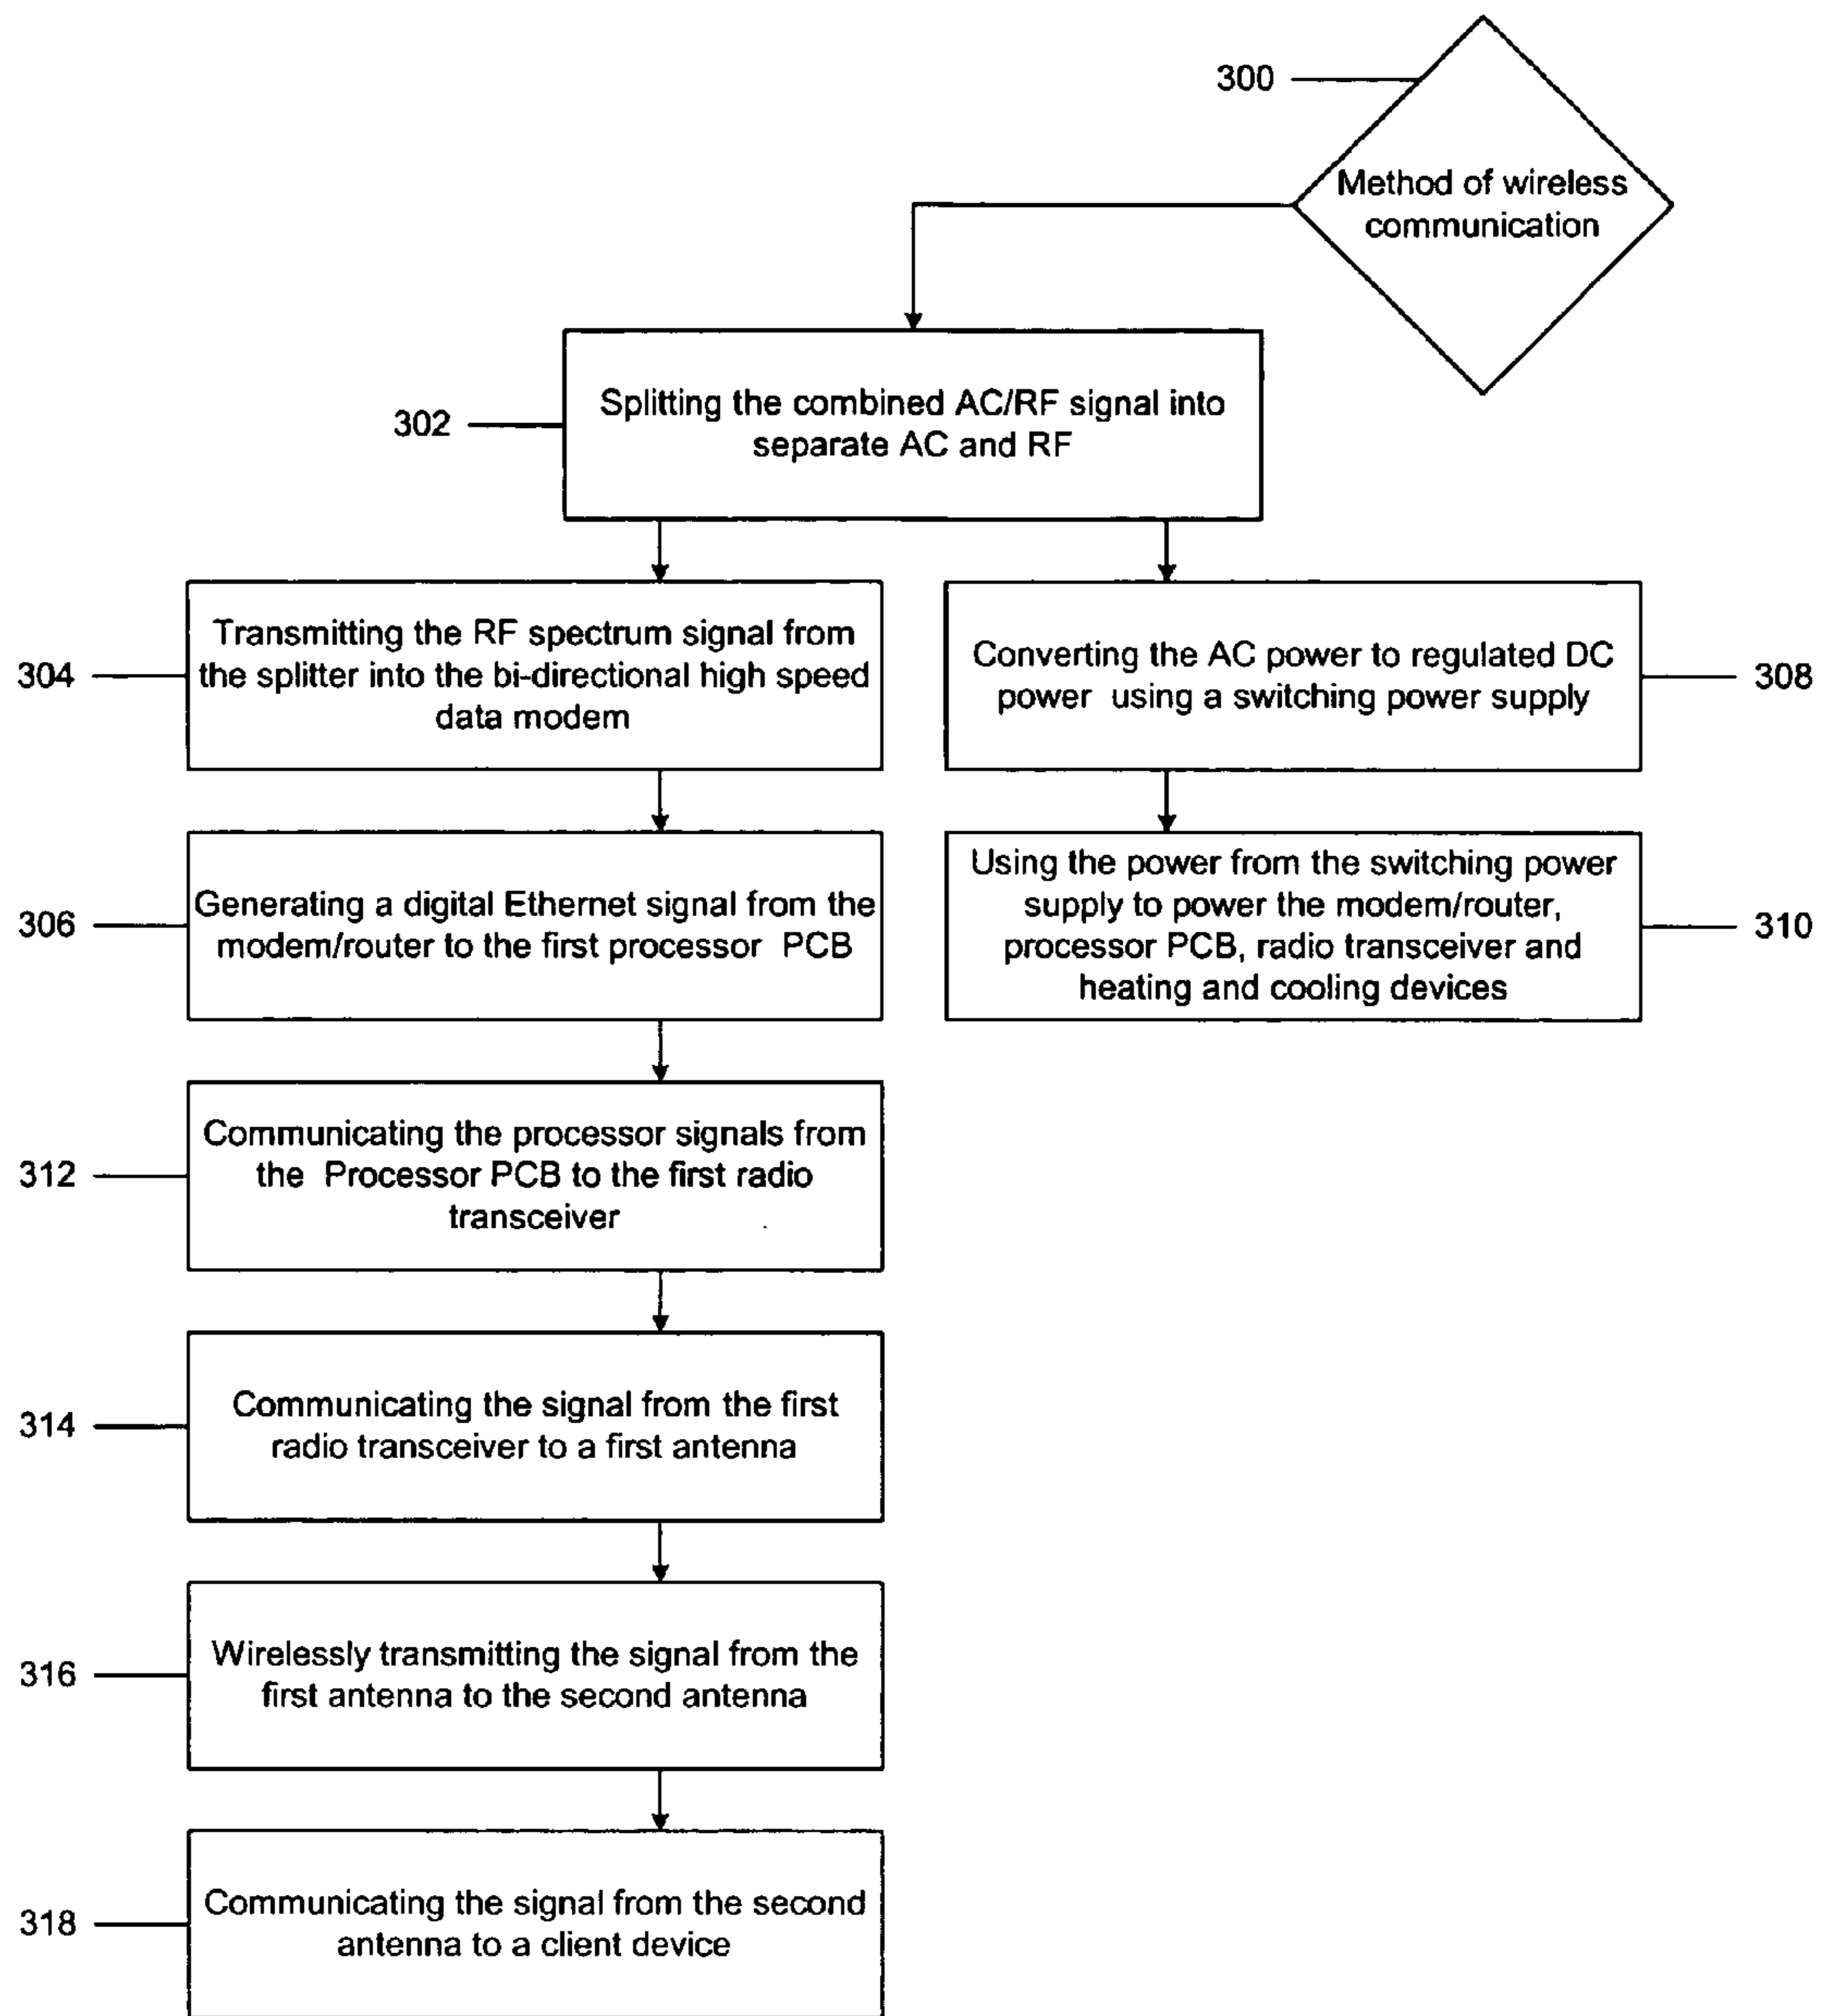 300
Method of wireless
communication
302
Splitting the combined AC/RF signal into
separate AC and RF
304
Transmitting the RF spectrum signal from
the splitter into the bi-directional high speed
data modem
Converting the AC power to regulated DC
power using a switching power supply
308
306
Generating a digital Ethernet signal from the
modem/router to the first processor PCB
Using the power from the switching power
supply to power the modem/router,
processor PCB, radio transceiver and
heating and cooling devices
310
312
Communicating the processor signals from
the Processor PCB to the first radio
transceiver
314
Communicating the signal from the first
radio transceiver to a first antenna
316
Wirelessly transmitting the signal from the
first antenna to the second antenna
318
Communicating the signal from the second
antenna to a client device